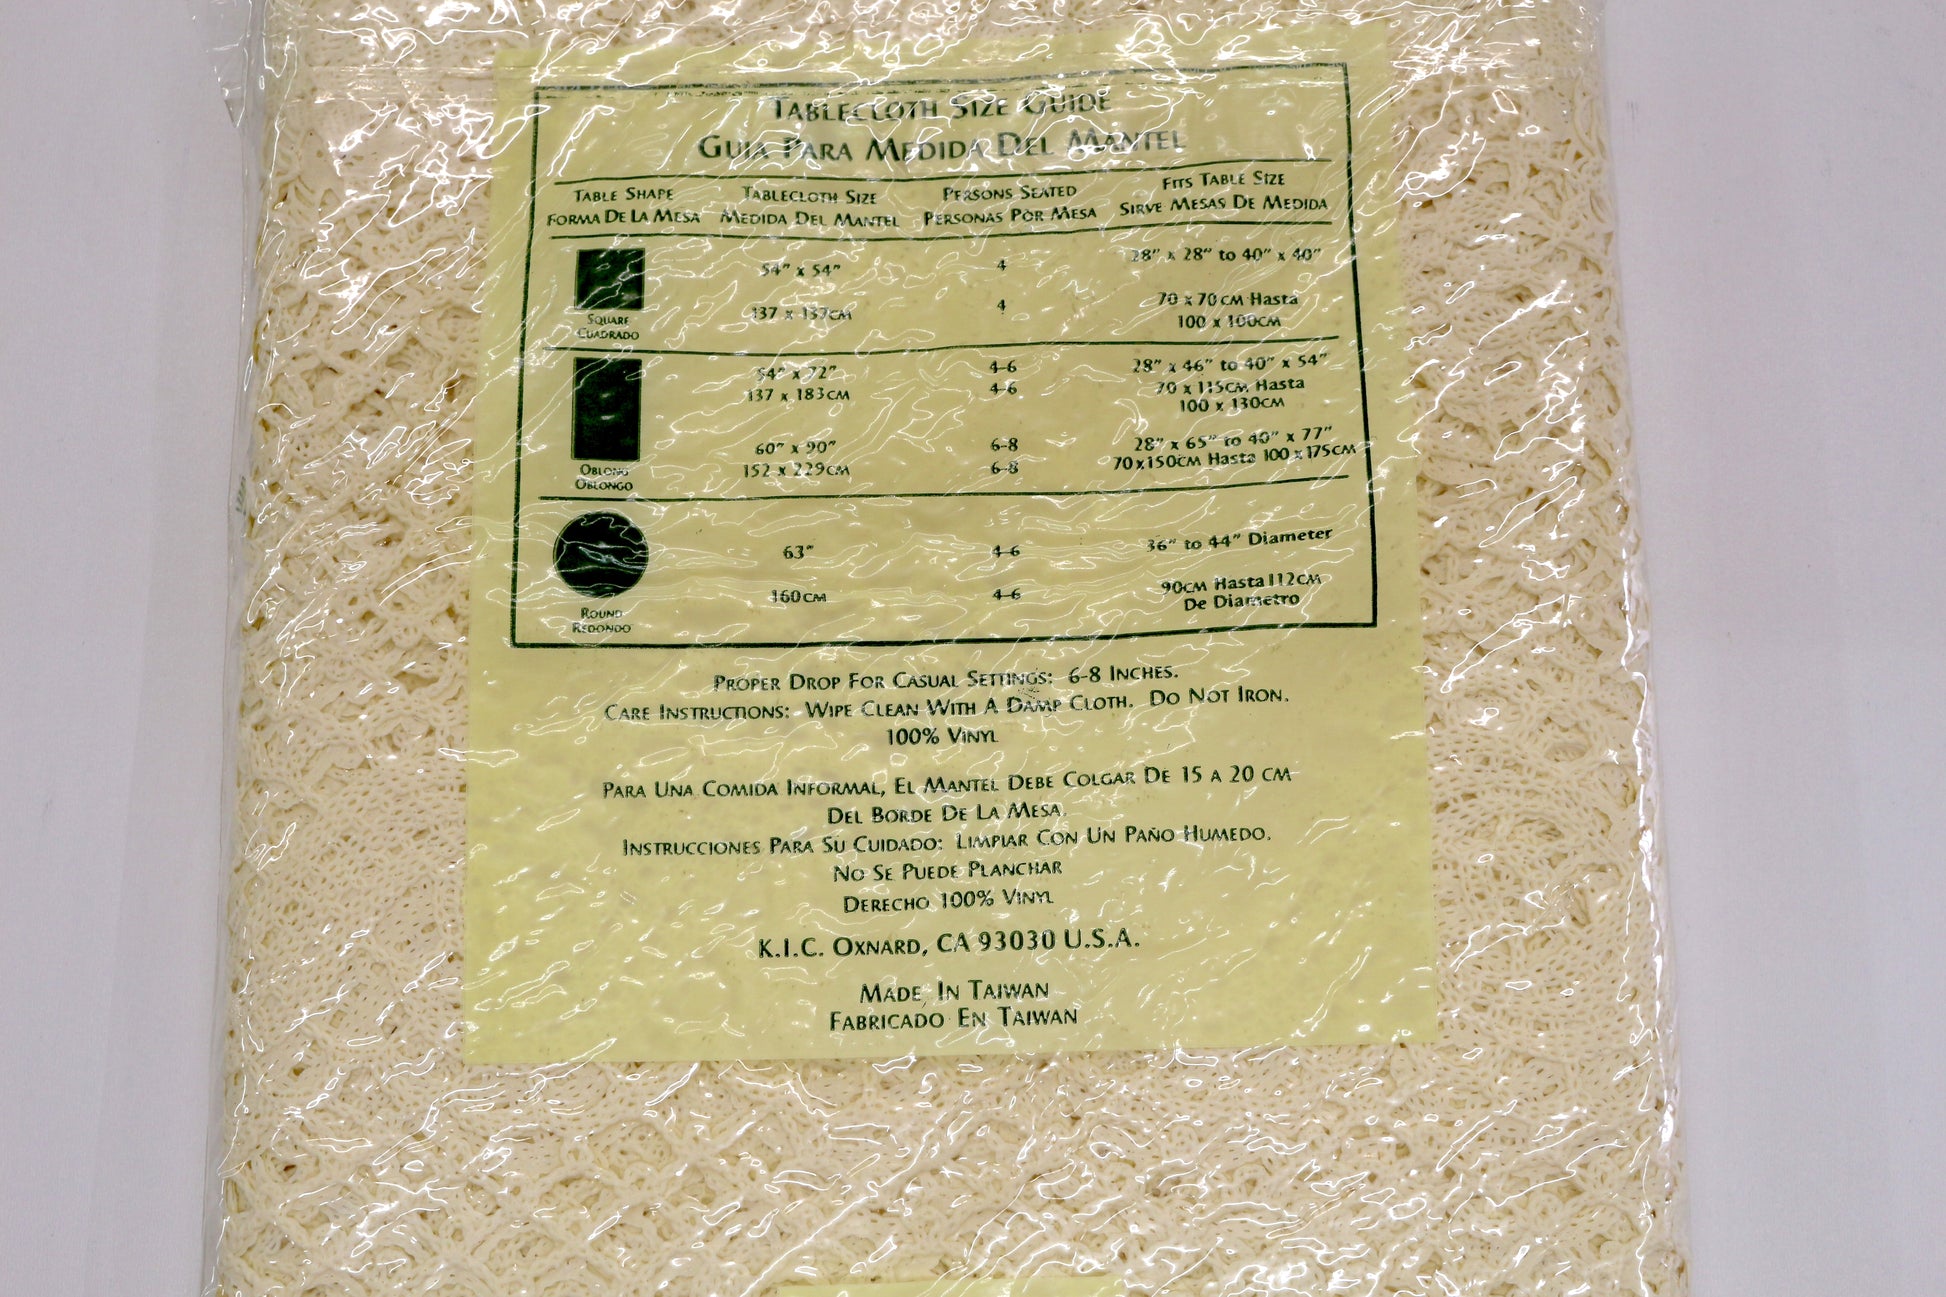 TABLECLOTH SIZE GUIDE
GUIA PARA MEDIDA DEL MANTEL
TABLE SHAPE TABLECLOTH SIZE PERSONS SEATED FITS TABLE SIZE
FORMA DE LA MESA MEDIDA DEL MANTEL PERSONAS POR MESA SIRVE MESAS DE MEDIDA
54" x 54" 4 28" x 28" to 40" x 40"
137 x 137CM 4 70 x 70CM Hasta
100 x 100CM
SQUARE
CUADRADO
54" x 72" 4-6 28" x 46" to 40" x 54"
137 x 183CM 4-6 70 x 115CM Hasta
100 x 130CM
60" x 90" 6-8 28" x 65" to 40" x 77"
152 x 229CM 6-8 70x150CM Hasta 100 x 175CM
OBLONG
OBLONGO
63" 4-6 36" to 44" Diameter
160CM 4-6 90CM Hasta 112CM
De Diametro
ROUND
REDONDO
PROPER DROP FOR CASUAL SETTINGS: 6-8 INCHES.
CARE INSTRUCTIONS: WIPE CLEAN WITH A DAMP CLOTH. DO NOT IRON.
100% VINYL
PARA UNA COMIDA INFORMAL, EL MANTEL DEBE COLGAR DE 15 A 20 CM
DEL BORDE DE LA MESA.
INSTRUCCIONES PARA SU CUIDADO: LIMPIAR CON UN PAÑO HUMEDO.
NO SE PUEDE PLANCHAR
DERECHO 100% VINYL
K.I.C. OXNARD, CA 93030 U.S.A.
MADE IN TAIWAN
FABRICADO EN TAIWAN